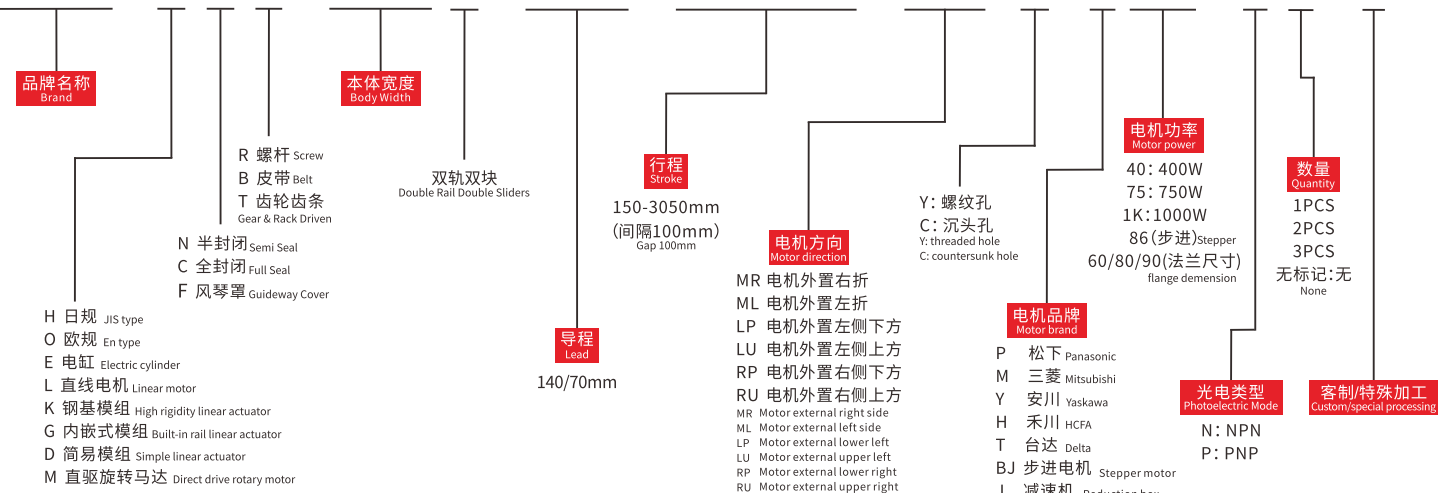 品牌名称
Brand
H 日规 JIS type
O 欧规 En type
E 电缸 Electric cylinder
L 直线电机 Linear motor
K 钢基模组 High rigidity linear actuator
G 内嵌式模组 Built-in rail linear actuator
D 简易模组 Simple linear actuator
M 直驱旋转马达 Direct drive rotary motor
N 半封闭 Semi Seal
C 全封闭 Full Seal
F 风琴罩 Guideway Cover
R 螺杆 Screw
B 皮带 Belt
T 齿轮齿条
Gear & Rack Driven
本体宽度
Body Width
双轨双块
Double Rail Double Sliders
导程
Lead
140/70mm
行程
Stroke
150-3050mm
(间隔100mm)
Gap 100mm
电机方向
Motor direction
MR 电机外置右折
ML 电机外置左折
LP 电机外置左侧下方
LU 电机外置左侧上方
RP 电机外置右侧下方
RU 电机外置右侧上方
MR Motor external right side
ML Motor external left side
LP Motor external lower left
LU Motor external upper left
RP Motor external lower right
RU Motor external upper right
Y: 螺纹孔
C: 沉头孔
Y: threaded hole
C: countersunk hole
电机品牌
Motor brand
P 松下 Panasonic
M 三菱 Mitsubishi
Y 安川 Yaskawa
H 禾川 HCFA
T 台达 Delta
BJ 步进电机 Stepper motor
电机功率
Motor power
40: 400W
75: 750W
1K:1000W
86(步进)Stepper
60/80/90(法兰尺寸)
flange demension
光电类型
Photoelectric Mode
N: NPN
P: PNP
数量
Quantity
1PCS
2PCS
3PCS
无标记:无
None
客制/特殊加工
Custom/special processing